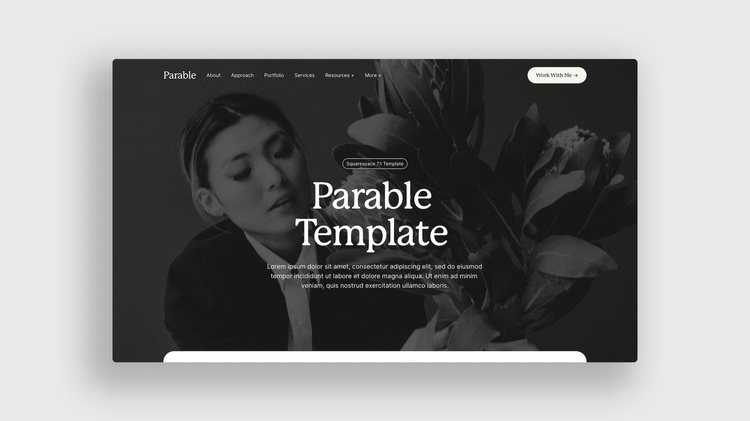 Parable About Approach Portfolio Services Resources + More + Work With Me →
Squarespace 7.1 Template
Parable
Template
Lorem ipsum dolor sit amet, consectetur adipiscing elit, sed do eiusmod
tempor incididunt ut labore et dolore magna aliqua. Ut enim ad minim
veniam, quis nostrud exercitation ullamco laboris.